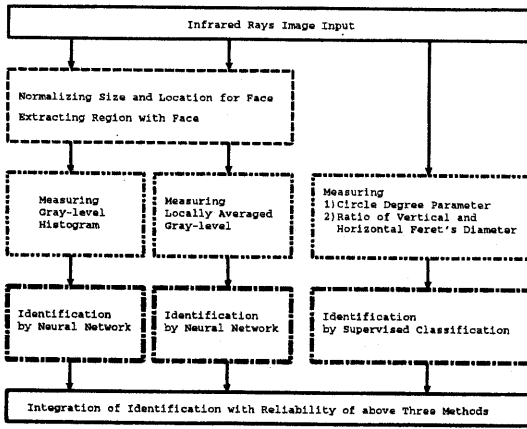 Infrared Rays Image Input
Normalizing Size and Location for Face
Extracting Region with Face
Measuring
Gray-level
Histogram
Measuring
Locally Averaged
Gray-level
Measuring
1)Circle Degree Parameter
2)Ratio of Vertical and
Horizontal Feret's Diameter
Identification
by Neural Network
Identification
by Neural Network
Identification
by Supervised Classification
Integration of Identification with Reliability of above Three Methods